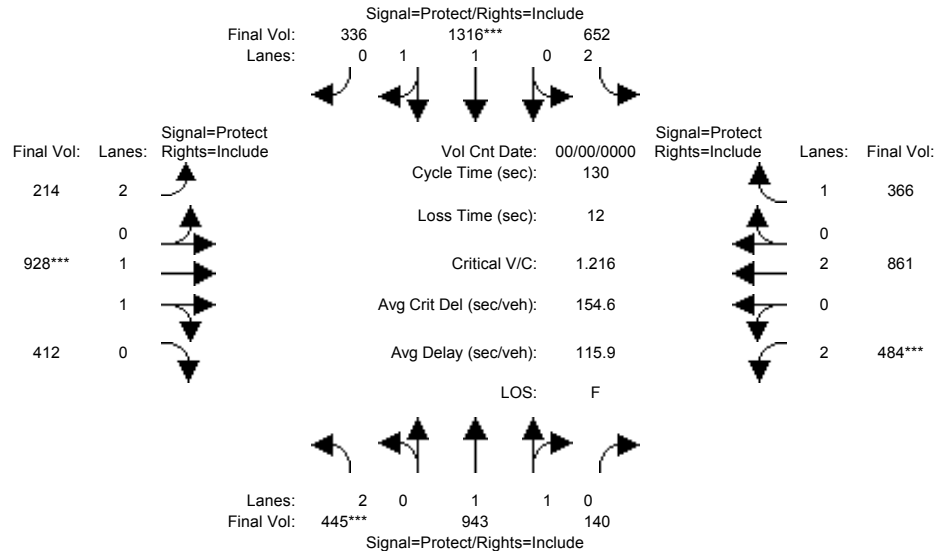 Signal=Protect/Rights=Include
Final Vol: 336 1316*** 652
Lanes: 0 1 1 0 2
Signal=Protect Signal=Protect
Final Vol: Lanes: Rights=Include Vol Cnt Date: 00/00/0000 Rights=Include Lanes: Final Vol:
Cycle Time (sec): 130
214 2 1 366
Loss Time (sec): 12
0 0
928*** 1 Critical V/C: 1.216 2 861
1 Avg Crit Del (sec/veh): 154.6 0
412 0 Avg Delay (sec/veh): 115.9 2 484***
LOS: F
Lanes: 2 0 1 1 0
Final Vol: 445*** 943 140
Signal=Protect/Rights=Include